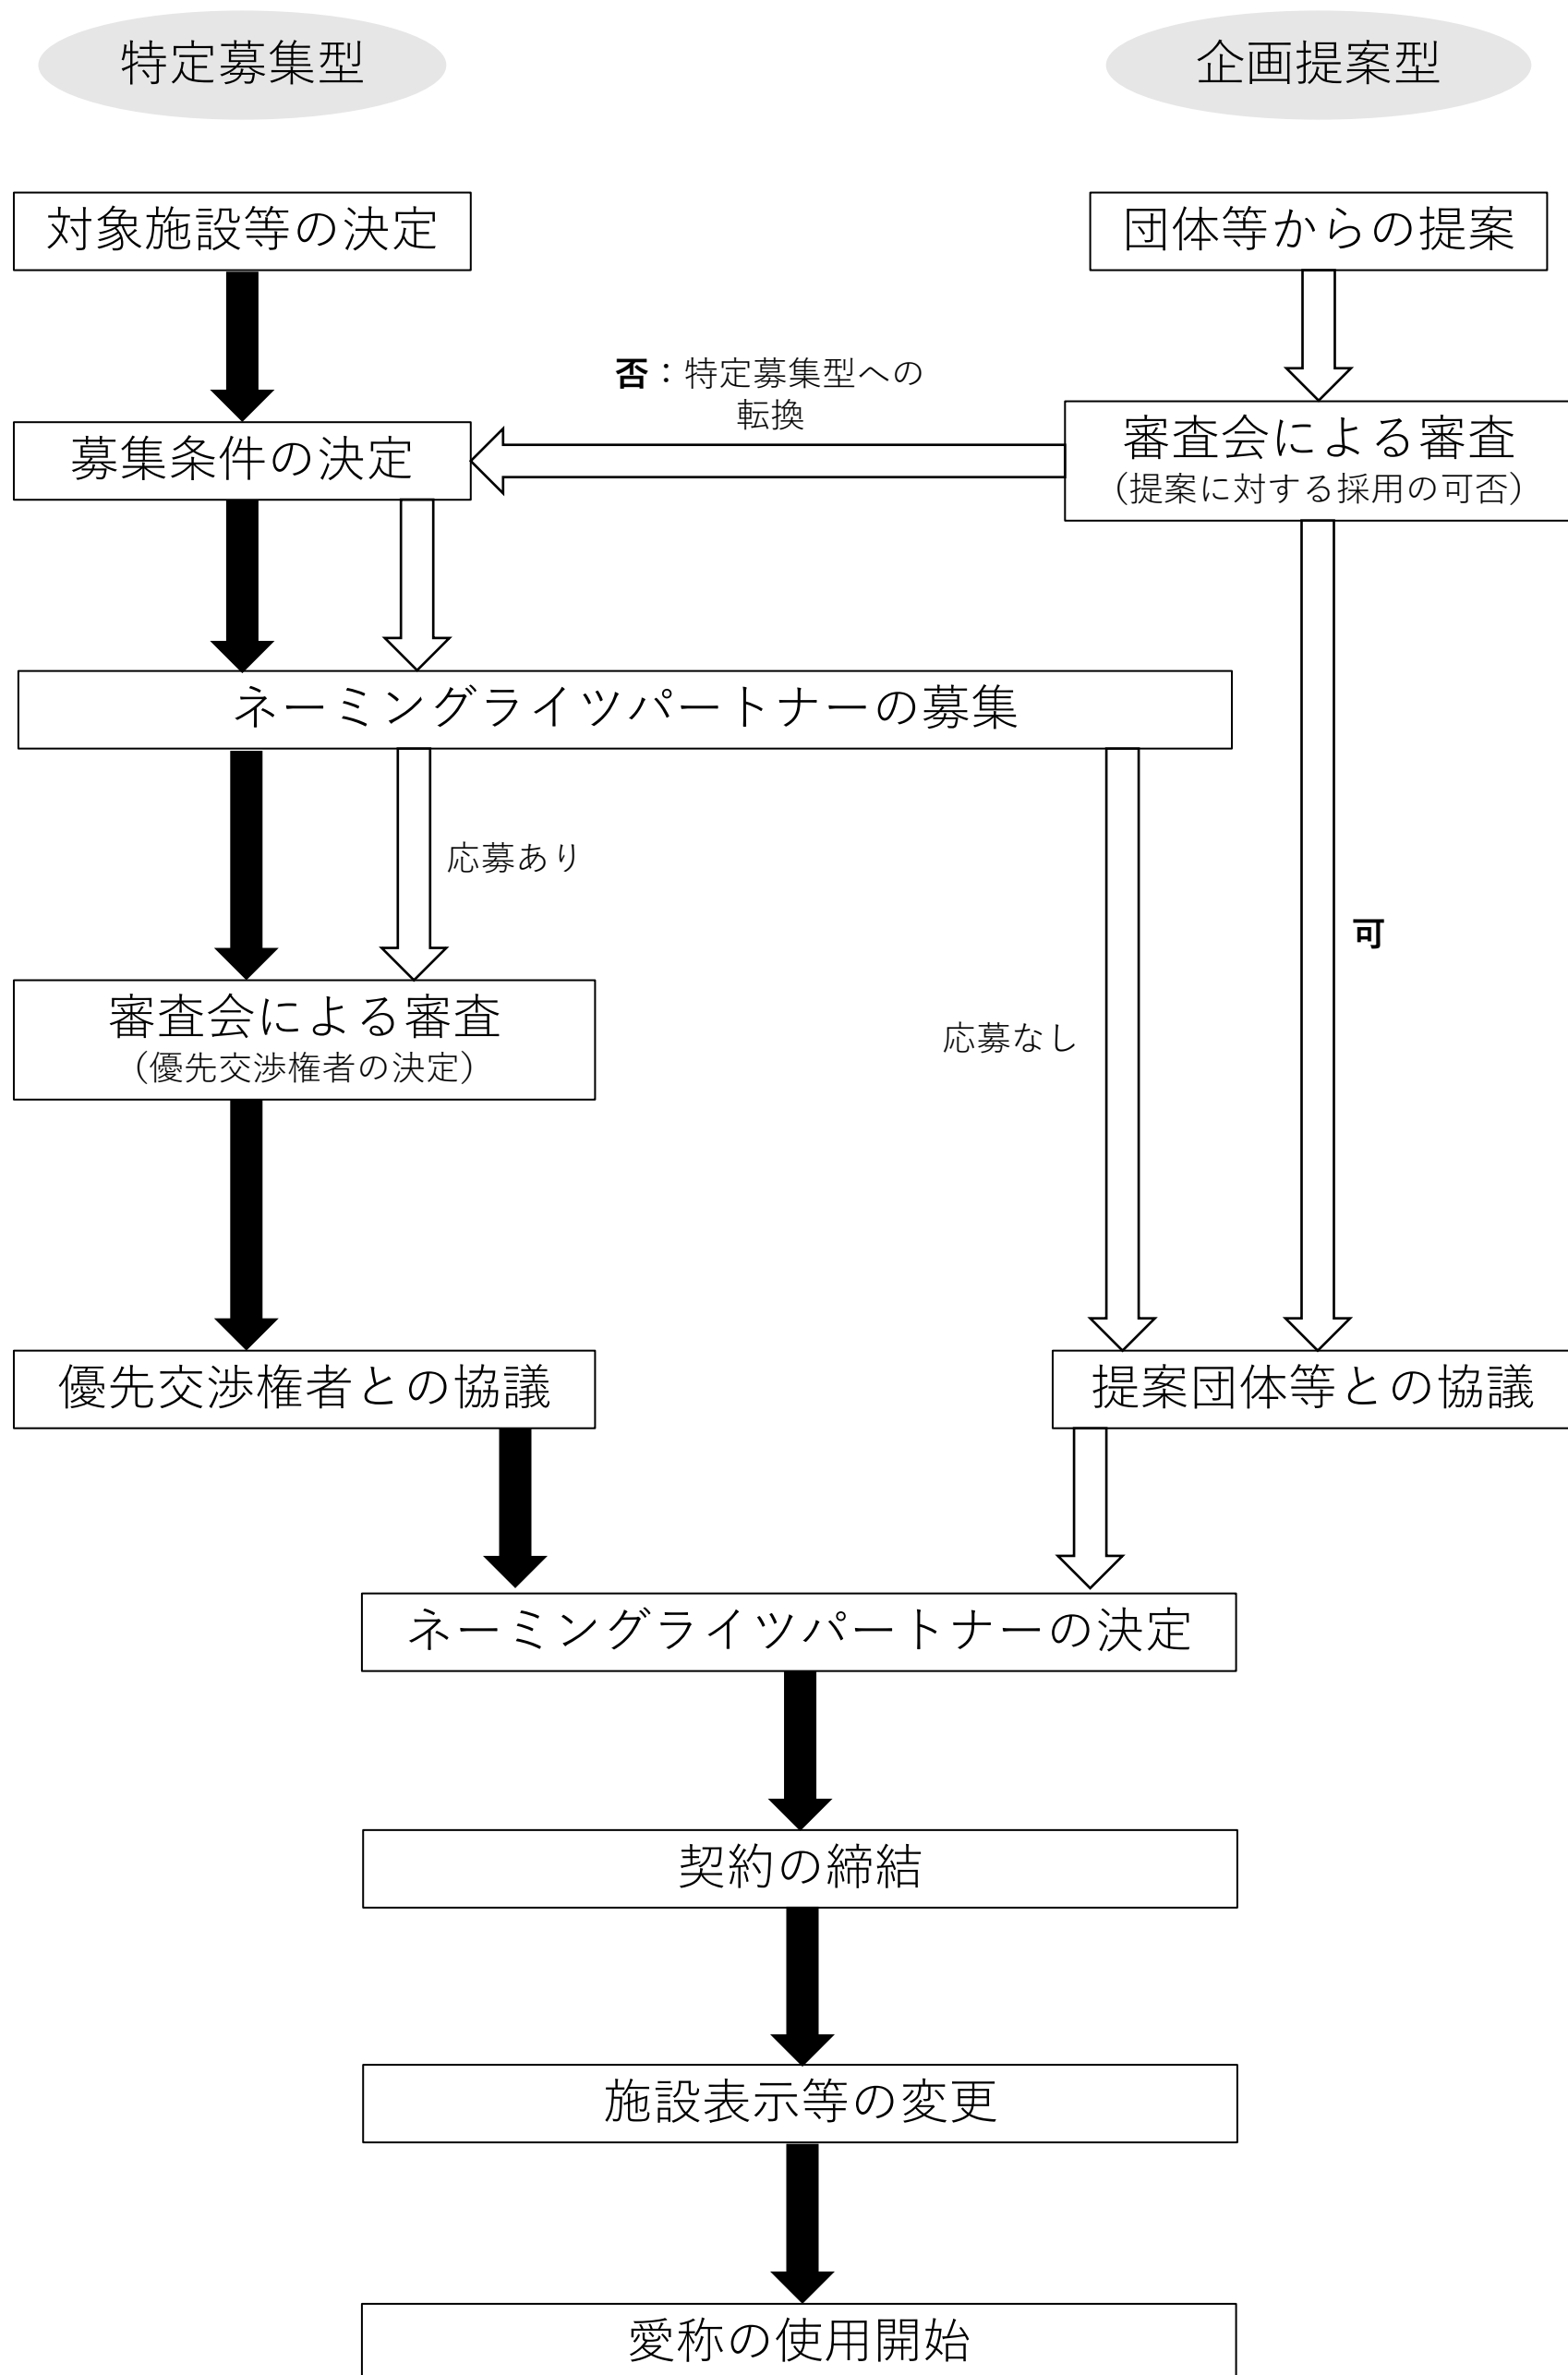 特定募集型
企画提案型
対象施設等の決定
団体等からの提案
否：特定募集型への
転換
募集条件の決定
審査会による審査
（提案に対する採用の可否）
ネーミングライツパートナーの募集
応募あり
可
審査会による審査
（優先交渉権者の決定）
応募なし
優先交渉権者との協議
提案団体等との協議
ネーミングライツパートナーの決定
契約の締結
施設表示等の変更
愛称の使用開始